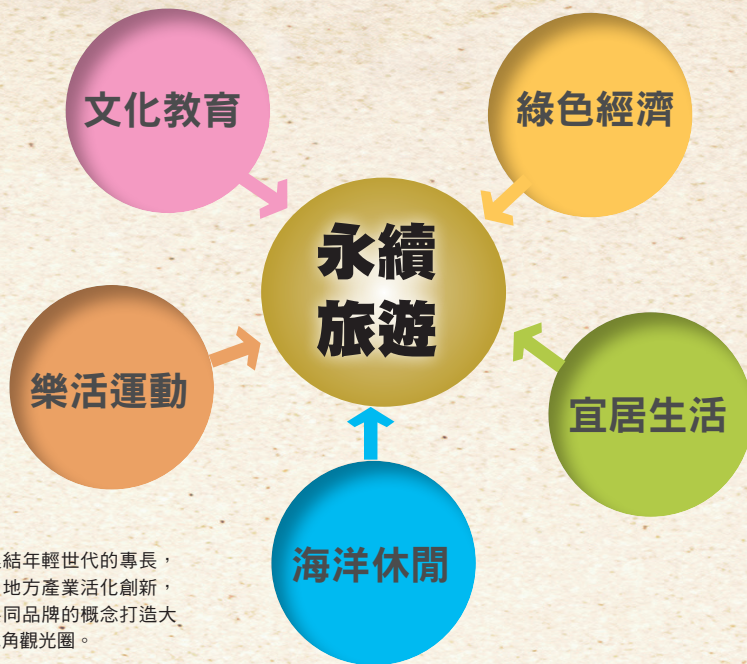 文化教育
綠色經濟
永續
旅遊
樂活運動
宜居生活
海洋休閒
結年輕世代的專長，
地方產業活化創新，
同品牌的概念打造大
角觀光圈。